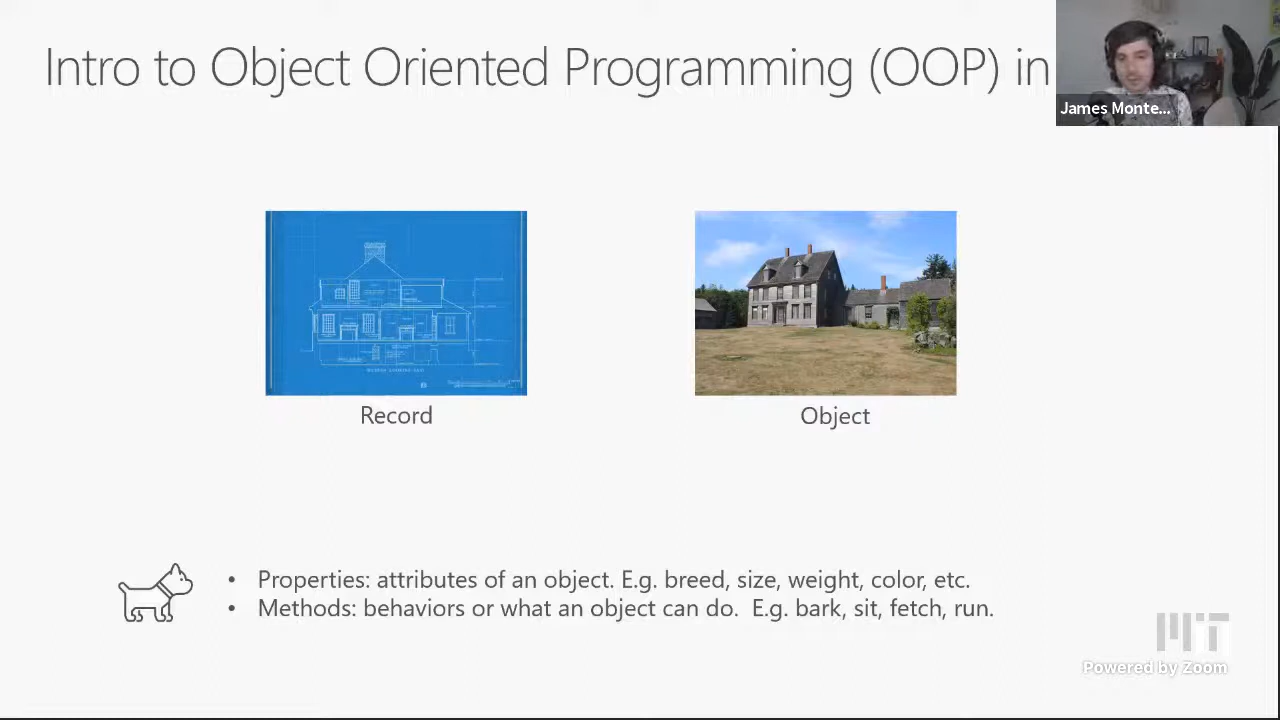 Intro to Object Oriented Programming (OOP) in
James Monte...
Record
Object
• Properties: attributes of an object. E.g. breed, size, weight, color, etc.
• Methods: behaviors or what an object can do. E.g. bark, sit, fetch, run.
MIT
Powered by Zoom